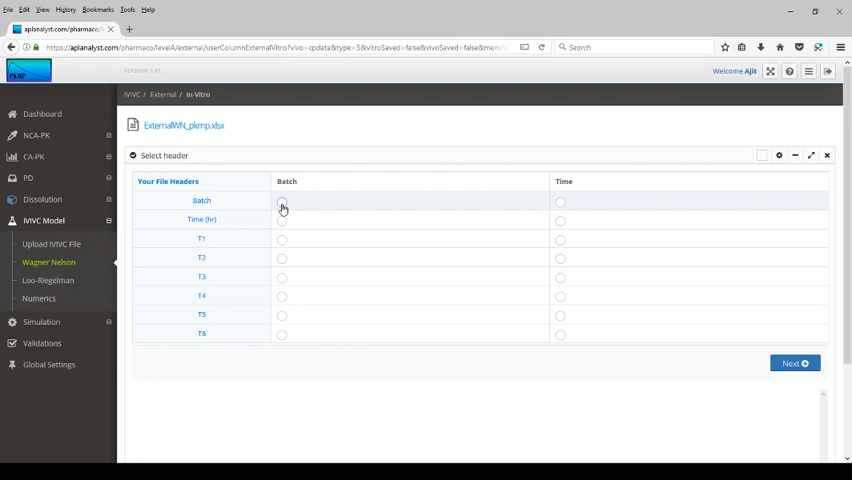 File Edit View History Bookmarks Tools Help
aplanalyst.com/pharmaco/l
https://aplanalyst.com/pharmaco/levelA/external/userColumnExternalVitro?vivo=cpdata&type=5&vitroSaved=false&vivoSaved=false&menuW
Search
PKMP
VERSION: 1.01
Welcome Ajit
IVIVC / External / In-Vitro
Dashboard
NCA-PK
CA-PK
PD
Dissolution
IVIVC Model
Upload IVIVC File
Wagner Nelson
Loo-Riegelman
Numerics
Simulation
Validations
Global Settings
ExternalWN_pkmp.xlsx
Select header
Your File Headers Batch Time
Batch
Time (hr)
T1
T2
T3
T4
T5
T6
Next